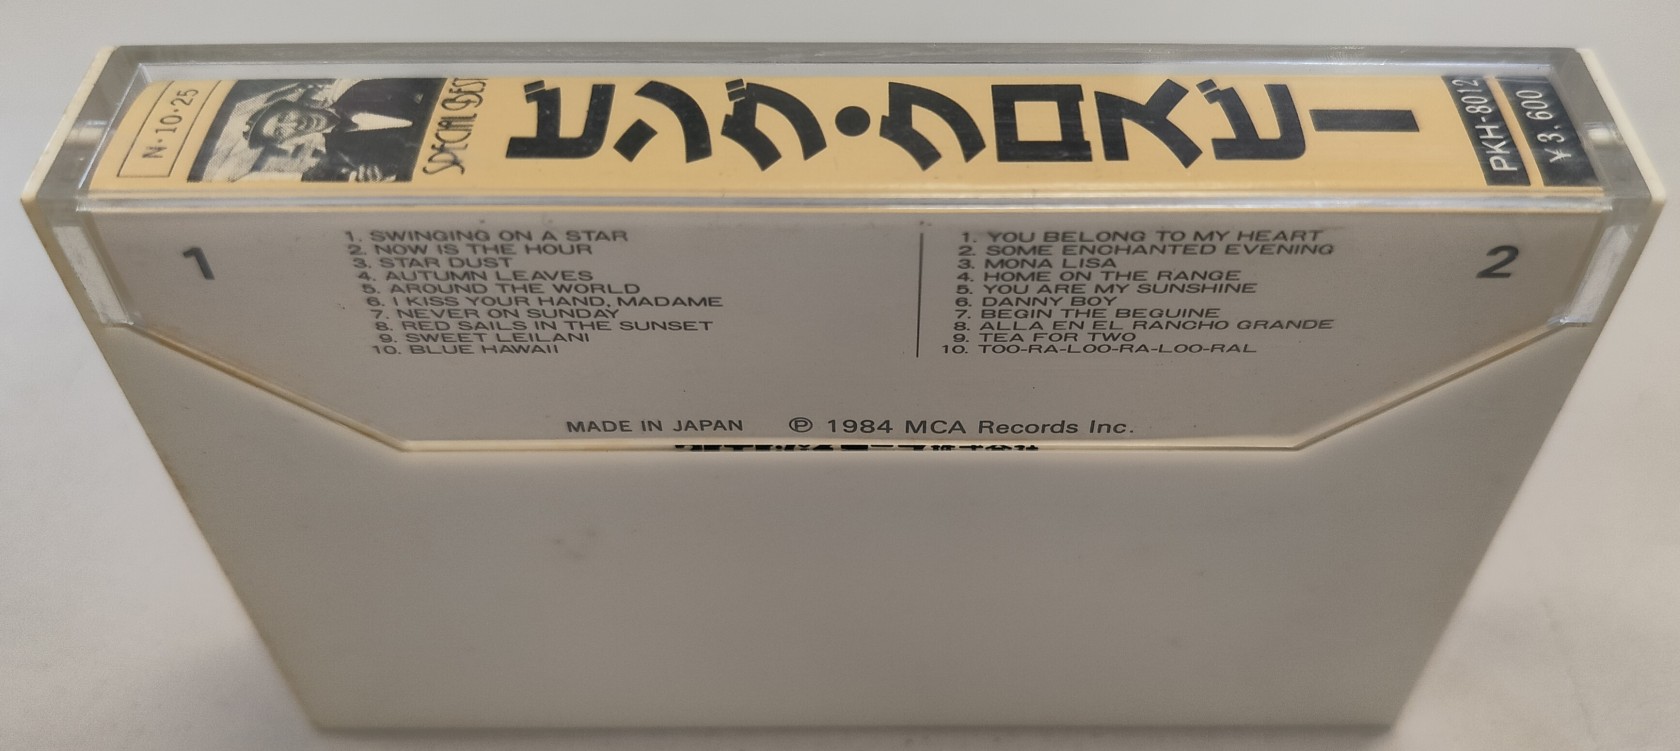 N・10・25
SPECIAL BEST
ビング・クロスビー
PKH-8012
¥3,600
1
1. SWINGING ON A STAR
2. NOW IS THE HOUR
3. STAR DUST
4. AUTUMN LEAVES
5. AROUND THE WORLD
6. I KISS YOUR HAND, MADAME
7. NEVER ON SUNDAY
8. RED SAILS IN THE SUNSET
9. SWEET LEILANI
10. BLUE HAWAII
1. YOU BELONG TO MY HEART
2. SOME ENCHANTED EVENING
3. MONA LISA
4. HOME ON THE RANGE
5. YOU ARE MY SUNSHINE
6. DANNY BOY
7. BEGIN THE BEGUINE
8. ALLA EN EL RANCHO GRANDE
9. TEA FOR TWO
10. TOO-RA-LOO-RA-LOO-RAL
2
MADE IN JAPAN ℗ 1984 MCA Records Inc.